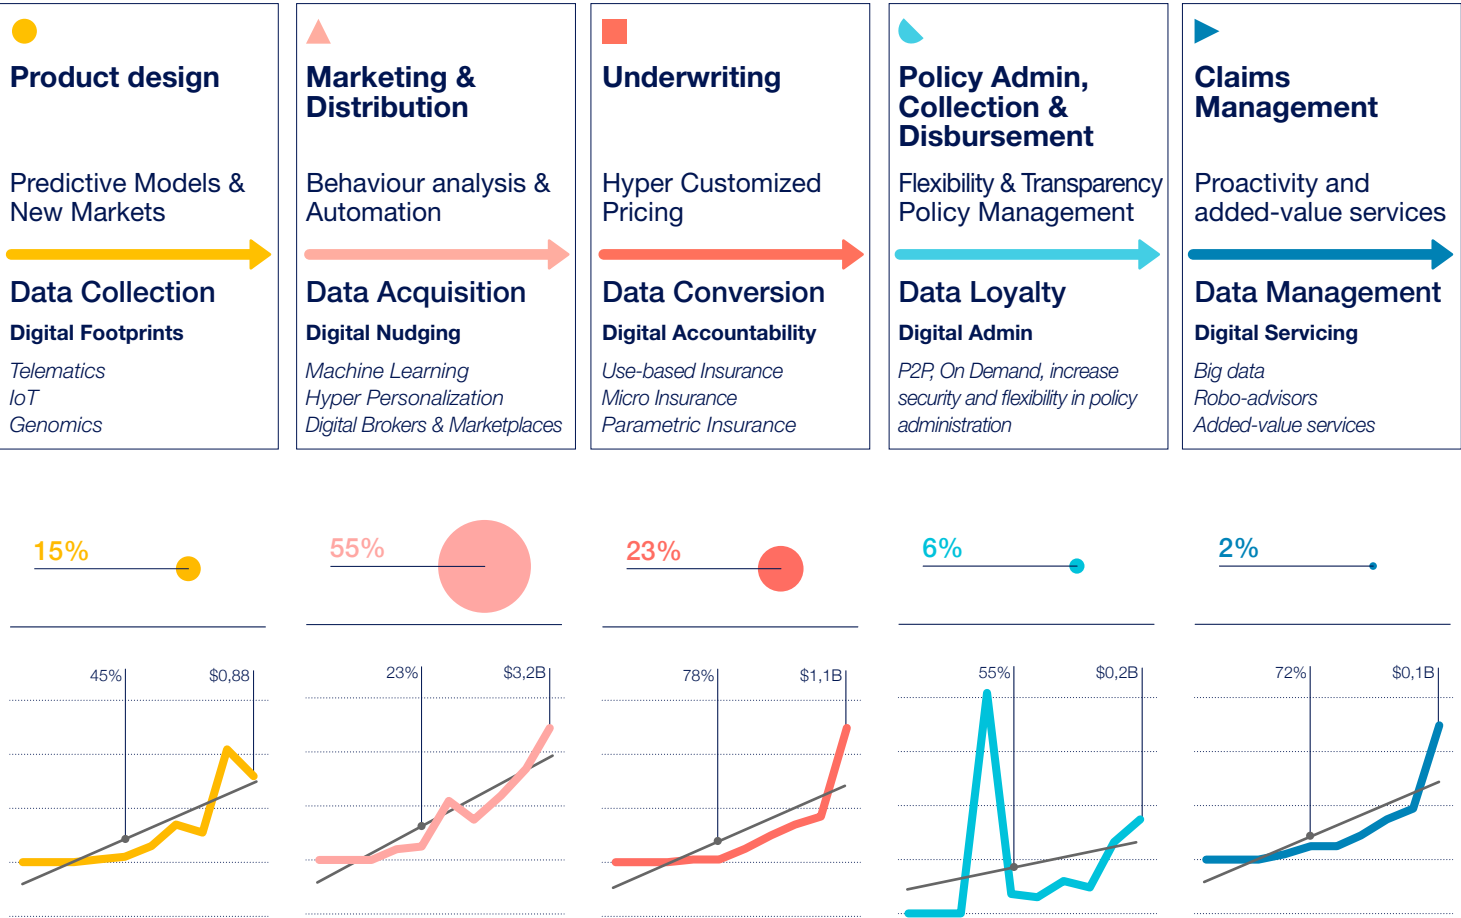 Product design
Predictive Models &
New Markets
Data Collection
Digital Footprints
Telematics
IoT
Genomics
Marketing &
Distribution
Behaviour analysis &
Automation
Data Acquisition
Digital Nudging
Machine Learning
Hyper Personalization
Digital Brokers & Marketplaces
Underwriting
Hyper Customized
Pricing
Data Conversion
Digital Accountability
Use-based Insurance
Micro Insurance
Parametric Insurance
Policy Admin,
Collection &
Disbursement
Flexibility & Transparency
Policy Management
Data Loyalty
Digital Admin
P2P, On Demand, increase
security and flexibility in policy
administration
Claims
Management
Proactivity and
added-value services
Data Management
Digital Servicing
Big data
Robo-advisors
Added-value services
15%
55%
23%
6%
2%
45% $0,88
23% $3,2B
78% $1,1B
55% $0,2B
72% $0,1B